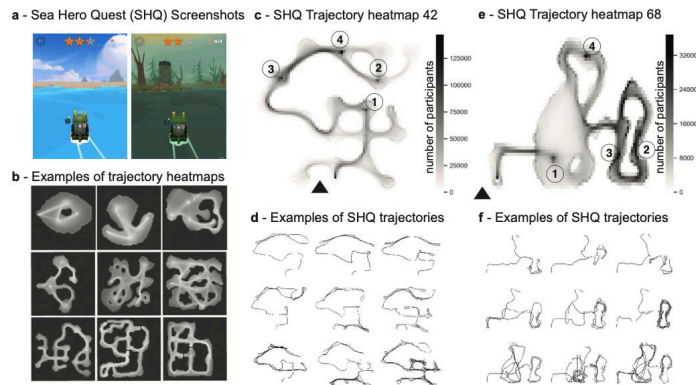 a - Sea Hero Quest (SHQ) Screenshots
b - Examples of trajectory heatmaps
c - SHQ Trajectory heatmap 42
4
3
2
1
125000
100000
75000
50000
25000
0
number of participants
d - Examples of SHQ trajectories
e - SHQ Trajectory heatmap 68
4
3
2
1
32000
24000
16000
8000
0
number of participants
f - Examples of SHQ trajectories